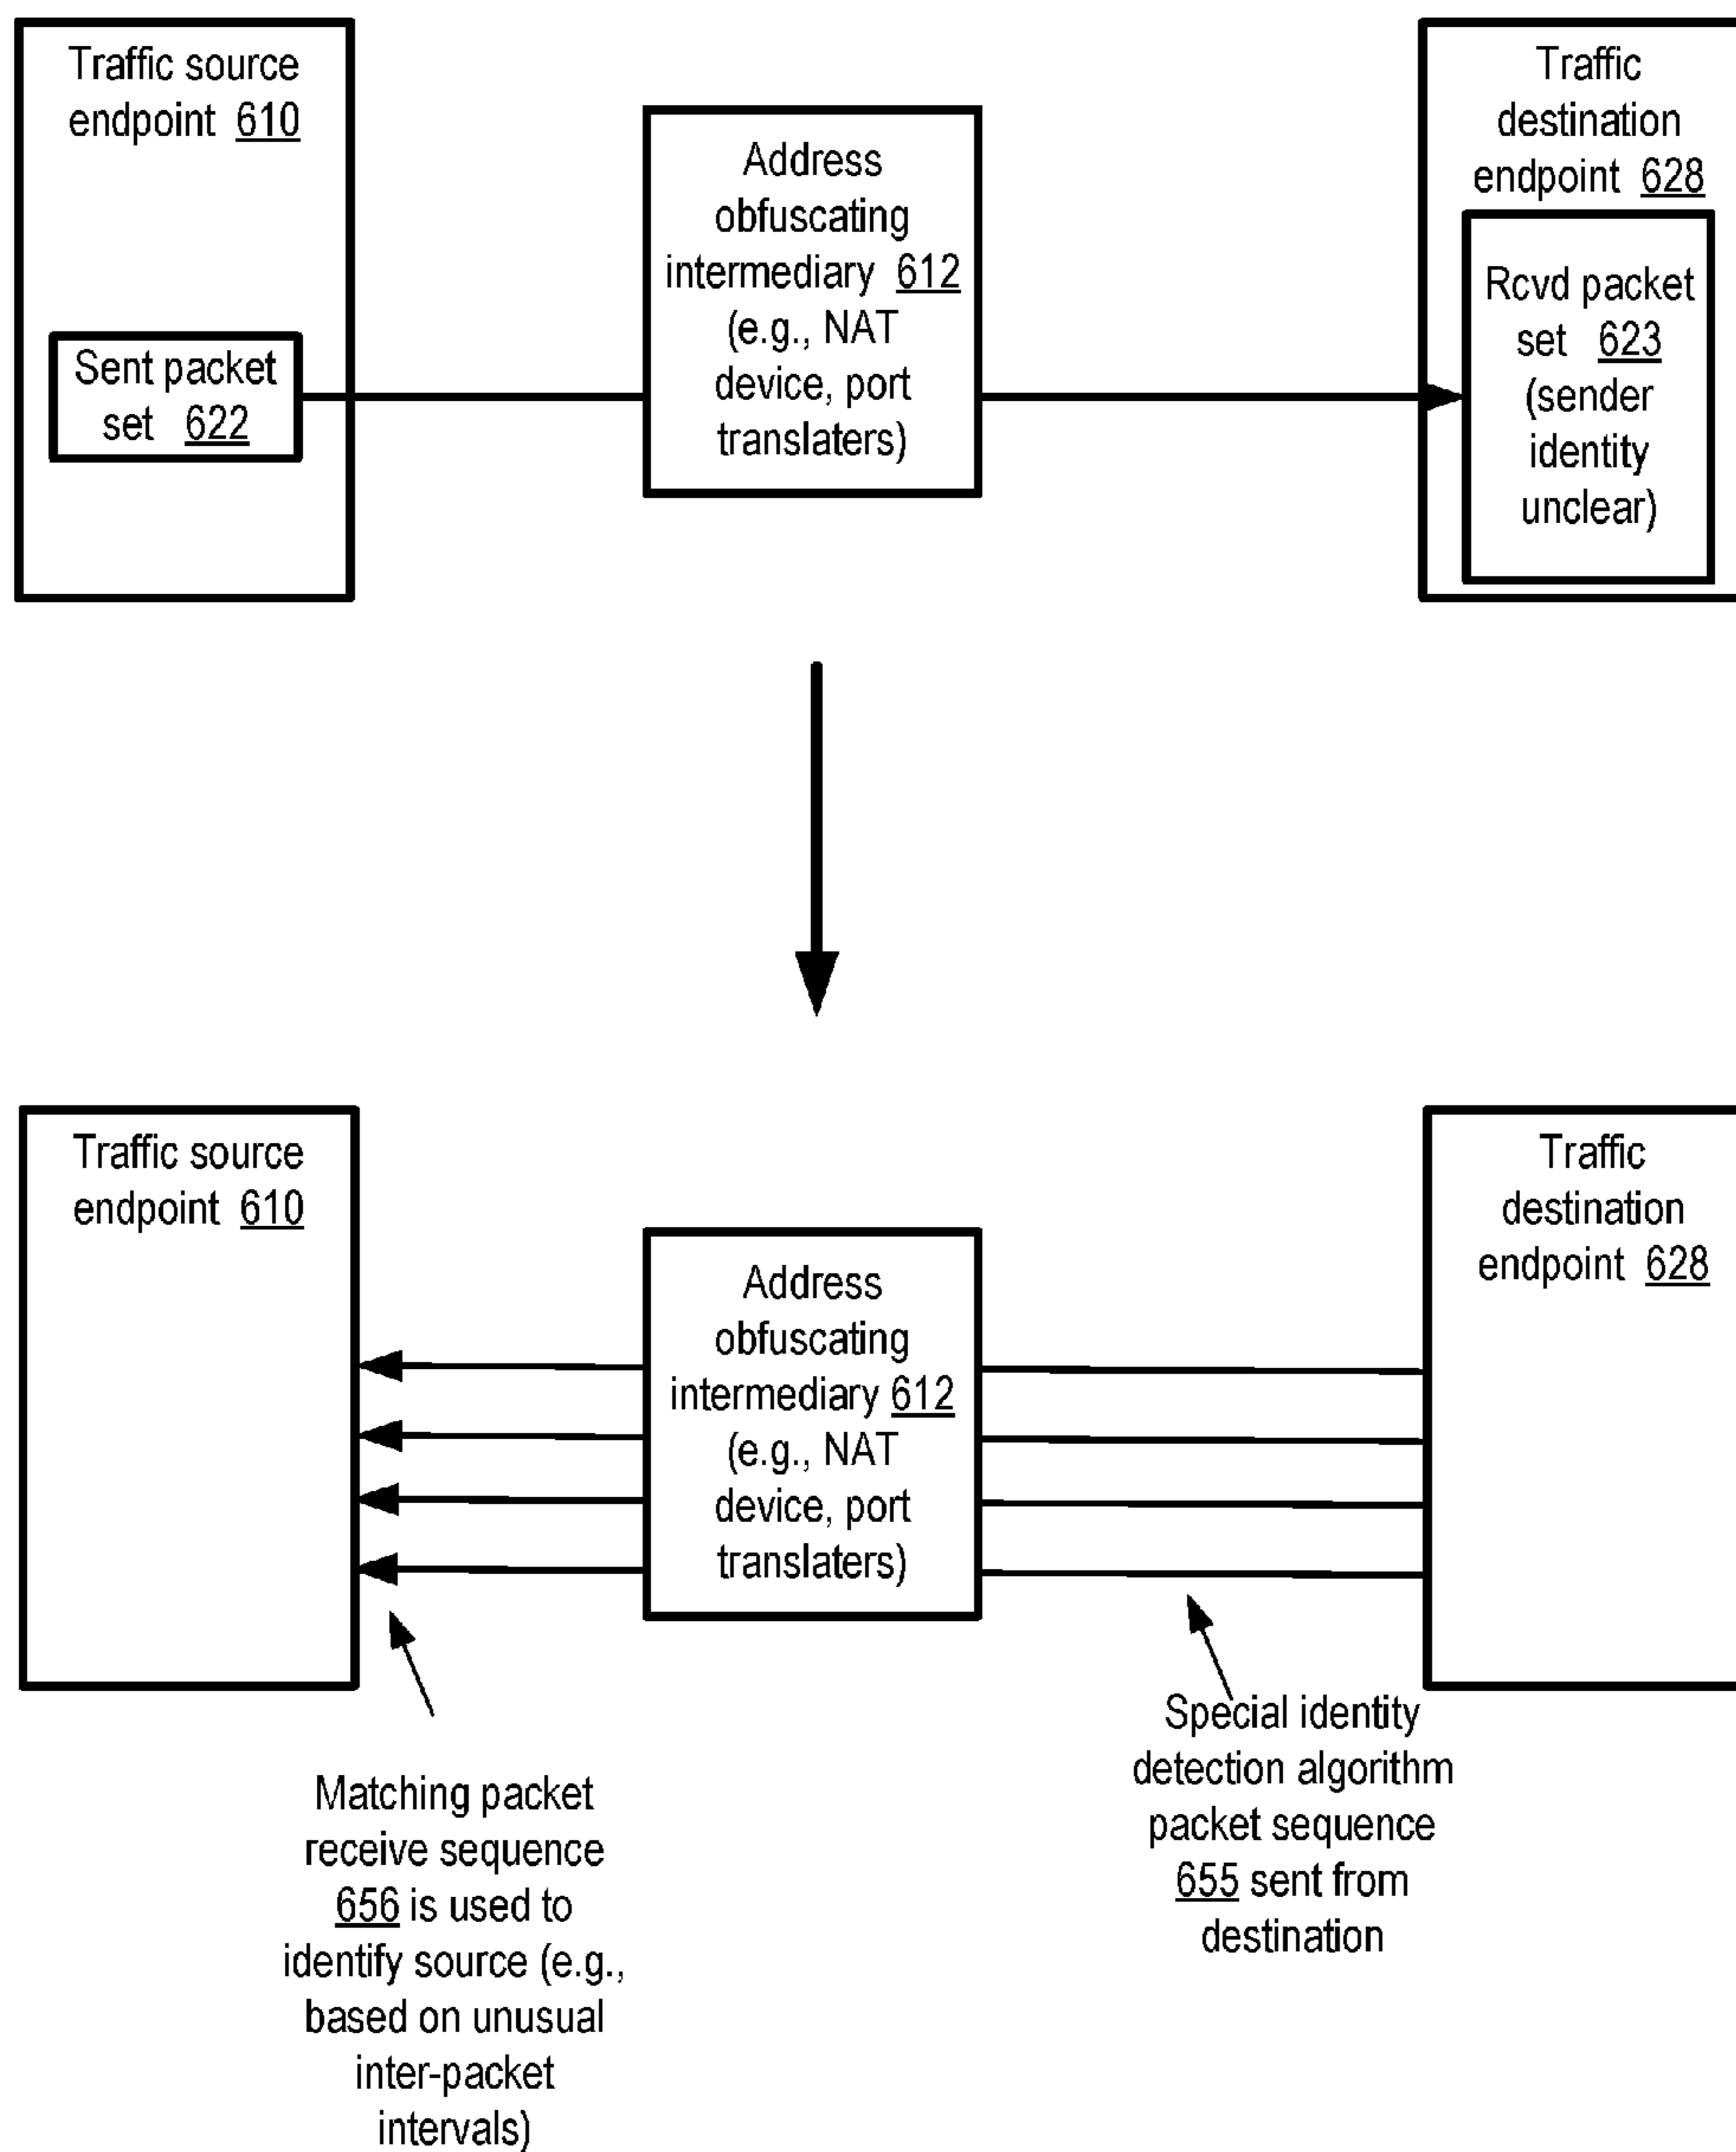 Traffic source
endpoint 610
Sent packet
set 622
Address
obfuscating
intermediary 612
(e.g., NAT
device, port
translaters)
Traffic
destination
endpoint 628
Rcvd packet
set 623
(sender
identity
unclear)
Traffic source
endpoint 610
Address
obfuscating
intermediary 612
(e.g., NAT
device, port
translaters)
Traffic
destination
endpoint 628
Matching packet
receive sequence
656 is used to
identify source (e.g.,
based on unusual
inter-packet
intervals)
Special identity
detection algorithm
packet sequence
655 sent from
destination